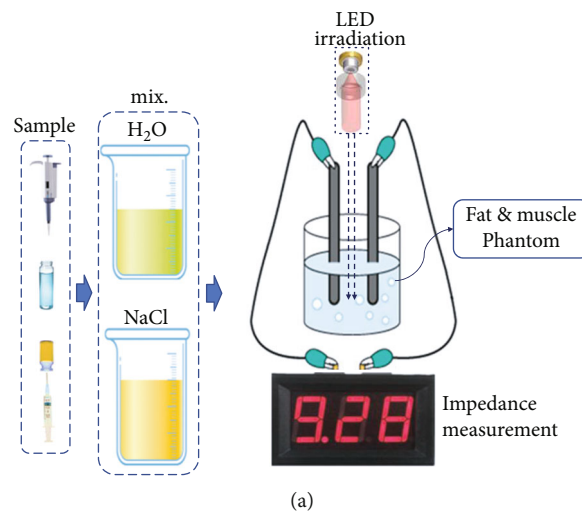 LED
irradiation
mix.
Sample
H₂O
Fat & muscle
Phantom
NaCl
9.28
Impedance
measurement
(a)